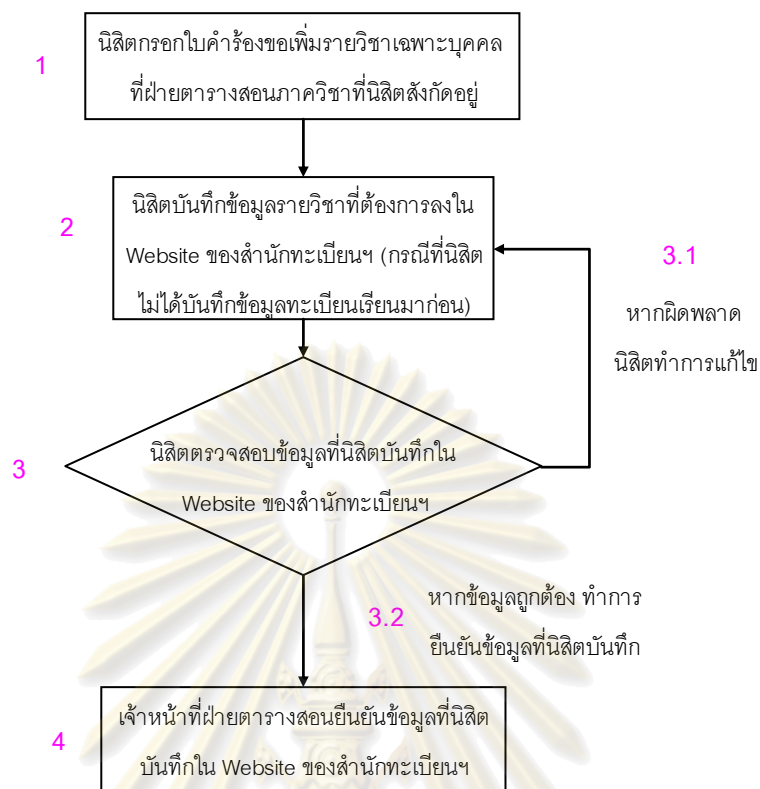 1
นิสิตกรอกใบคำร้องขอเพิ่มรายวิชาเฉพาะบุคคล
ที่ฝ่ายตารางสอนภาควิชาที่นิสิตสังกัดอยู่
2
นิสิตบันทึกข้อมูลรายวิชาที่ต้องการลงใน
Website ของสำนักทะเบียนฯ (กรณีที่นิสิต
ไม่ได้บันทึกข้อมูลทะเบียนเรียนมาก่อน)
3.1
หากผิดพลาด
นิสิตทำการแก้ไข
3
นิสิตตรวจสอบข้อมูลที่นิสิตบันทึกใน
Website ของสำนักทะเบียนฯ
3.2
หากข้อมูลถูกต้อง ทำการ
ยืนยันข้อมูลที่นิสิตบันทึก
4
เจ้าหน้าที่ฝ่ายตารางสอนยืนยันข้อมูลที่นิสิต
บันทึกใน Website ของสำนักทะเบียนฯ